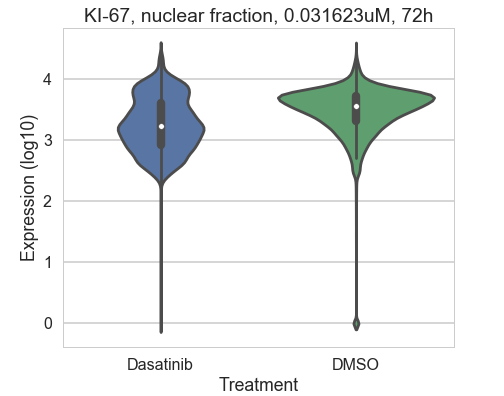 KI-67, nuclear fraction, 0.031623uM, 72h
Expression (log10)
4
3
2
1
0
Dasatinib DMSO
Treatment